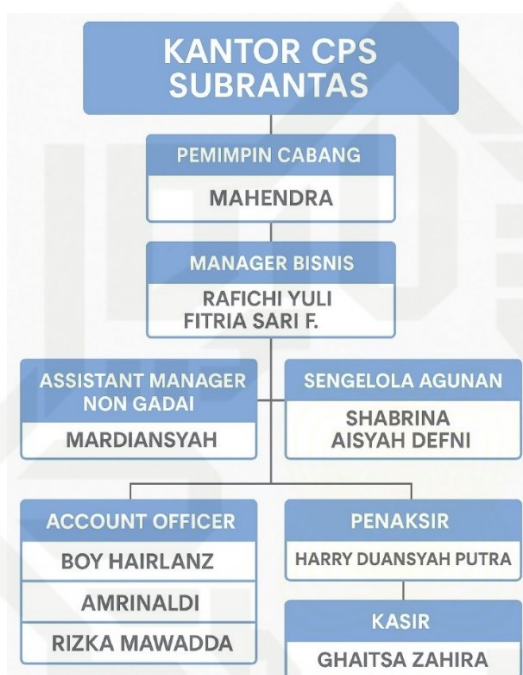 KANTOR CPS
SUBRANTAS
PEMIMPIN CABANG
MAHENDRA
MANAGER BISNIS
RAFICHI YULI
FITRIA SARI F.
ASSISTANT MANAGER
NON GADAI
MARDIANSYAH
SENGELOLA AGUNAN
SHABRINA
AISYAH DEFNI
ACCOUNT OFFICER
BOY HAIRLANZ
AMRINALDI
RIZKA MAWADDA
PENAKSIR
HARRY DUANSYAH PUTRA
KASIR
GHAITSA ZAHIRA